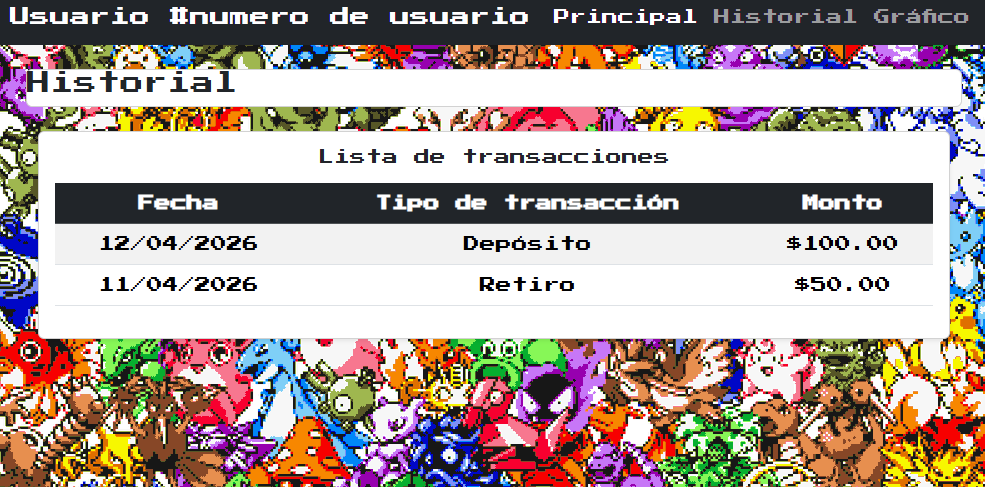 Usuario #numero de usuario Principal Historial Gráfico
Historial
Lista de transacciones
Fecha Tipo de transacción Monto
12/04/2026 Depósito $100.00
11/04/2026 Retiro $50.00